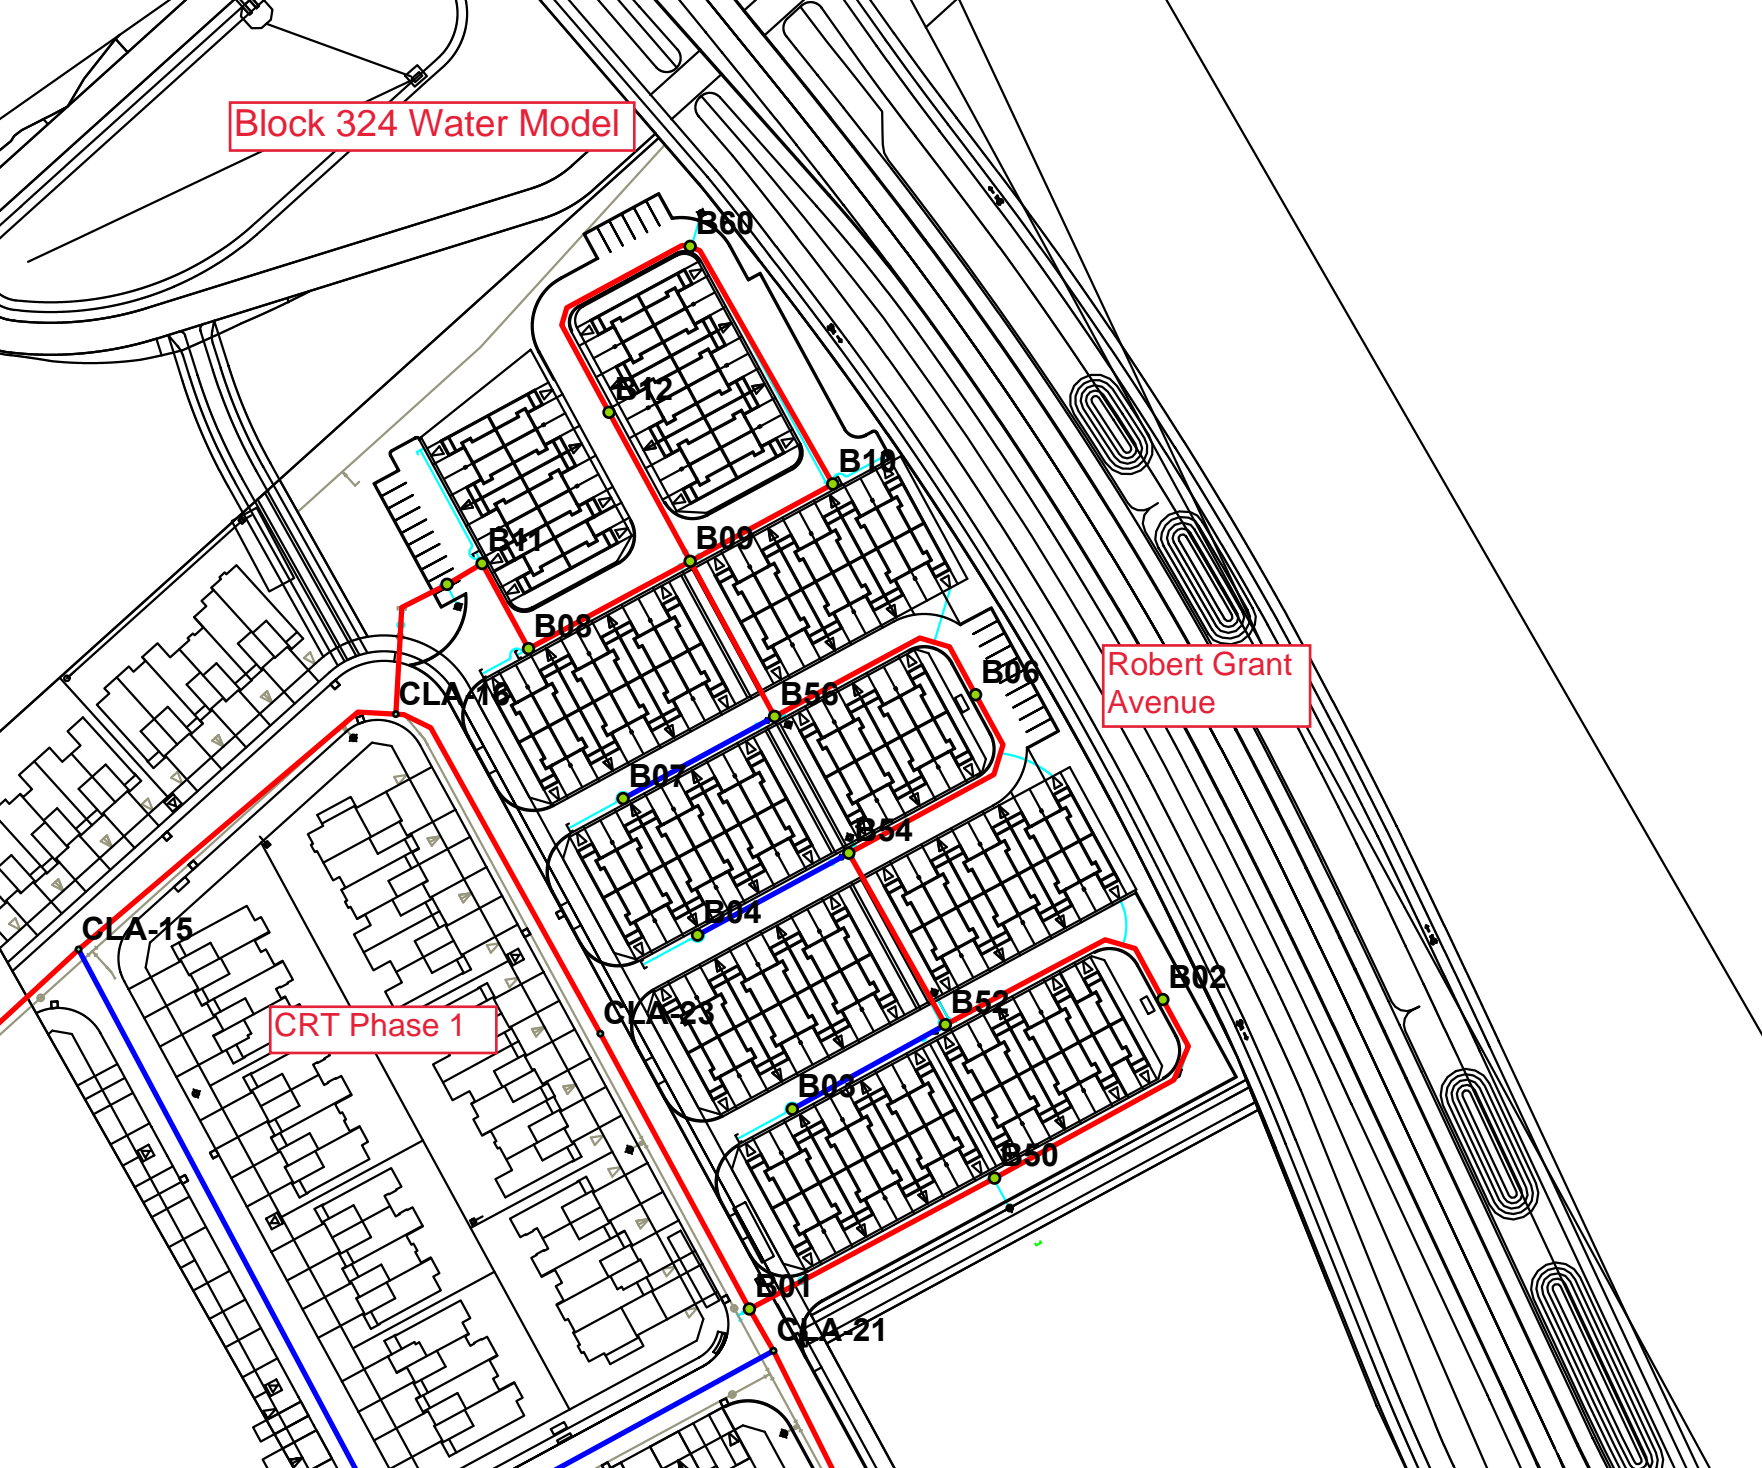 Block 324 Water Model
B60
B12
B10
B11
B09
B08
Robert Grant
Avenue
B06
CLA-16
B56
B07
B54
B04
CLA-15
B02
B52
CLA-23
CRT Phase 1
B03
B50
B01
CLA-21